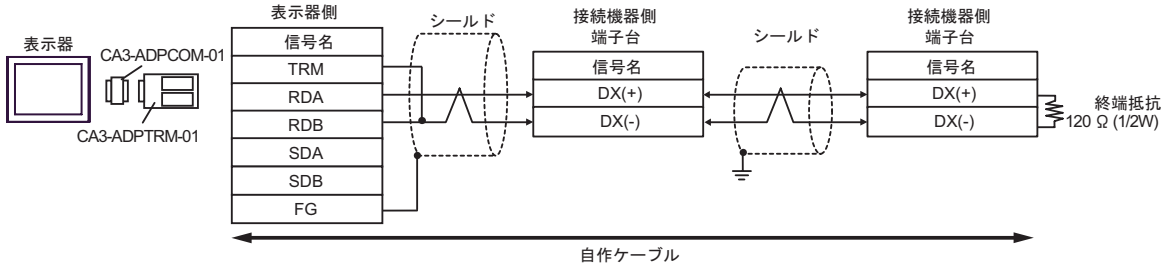 表示器
CA3-ADPCOM-01
CA3-ADPTRM-01
表示器側
信号名
TRM
RDA
RDB
SDA
SDB
FG
シールド
接続機器側
端子台
信号名
DX(+)
DX(-)
シールド
接続機器側
端子台
信号名
DX(+)
DX(-)
終端抵抗
120 Ω (1/2W)
自作ケーブル